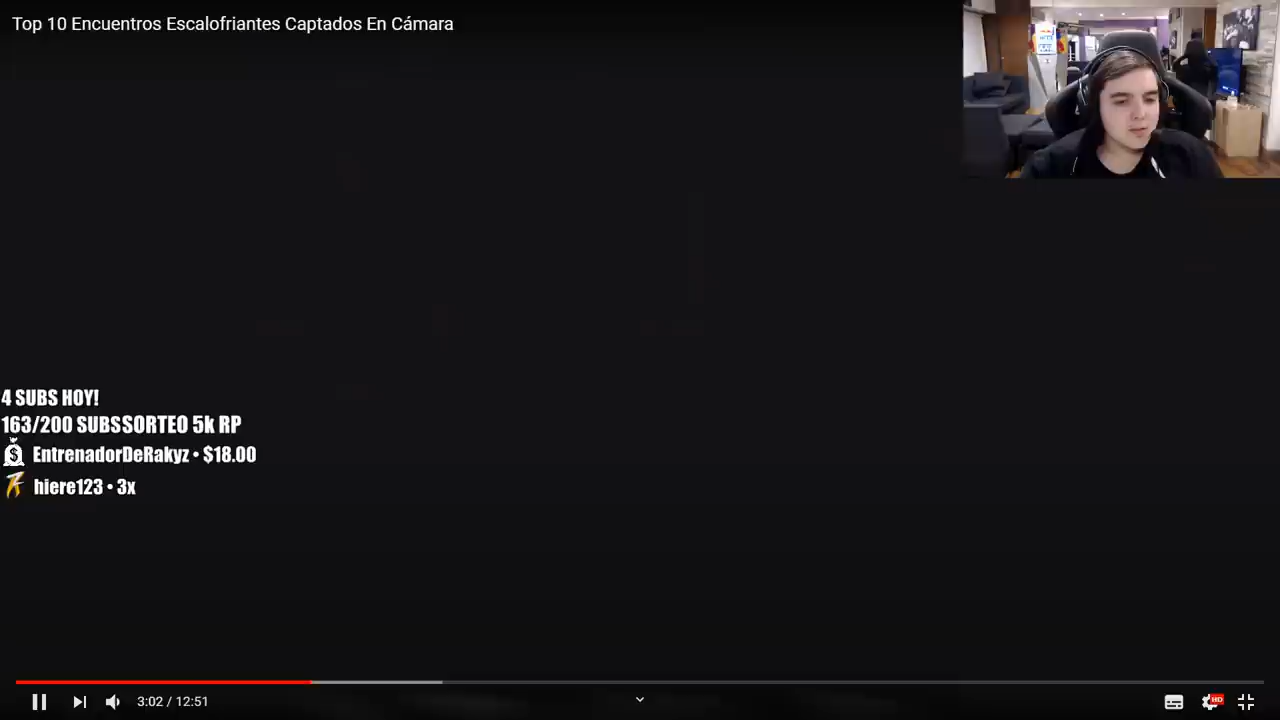 Top 10 Encuentros Escalofriantes Captados En Cámara
4 SUBS HOY!
163/200 SUBSSORTEO 5k RP
$ EntrenadorDeRakyz • $18.00
hiere123 • 3x
3:02 / 12:51
HD